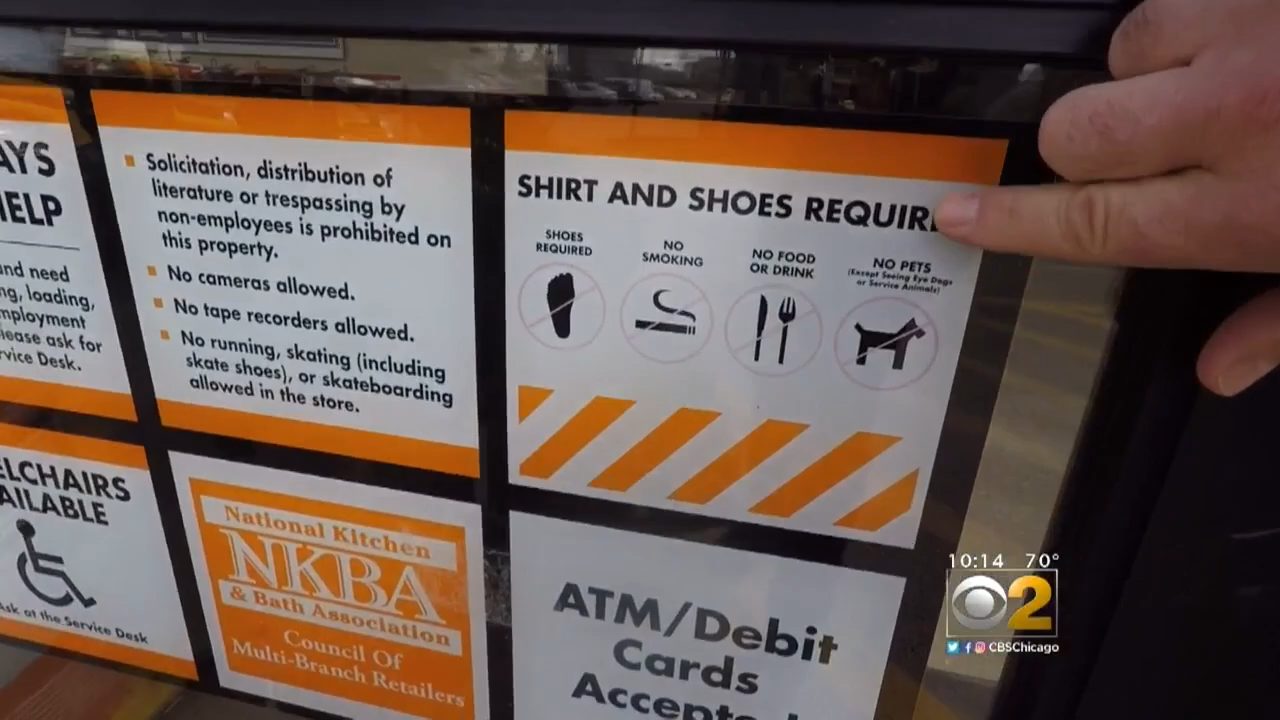 AYS
HELP
and need
ng, loading,
mployment
lease ask for
rvice Desk.
Solicitation, distribution of
literature or trespassing by
non-employees is prohibited on
this property.
No cameras allowed.
No tape recorders allowed.
No running, skating (including
skate shoes), or skateboarding
allowed in the store.
SHIRT AND SHOES REQUIR
SHOES
REQUIRED
NO
SMOKING
NO FOOD
OR DRINK
NO PETS
(Except Seeing Eye Dogs
or Service Animals)
ELCHAIRS
AILABLE
Ask at the Service Desk
National Kitchen
NKBA
& Bath Association
Council Of
Multi-Branch Retailers
ATM/Debit
Cards
Accepted
10:14 70°
2
CBSChicago